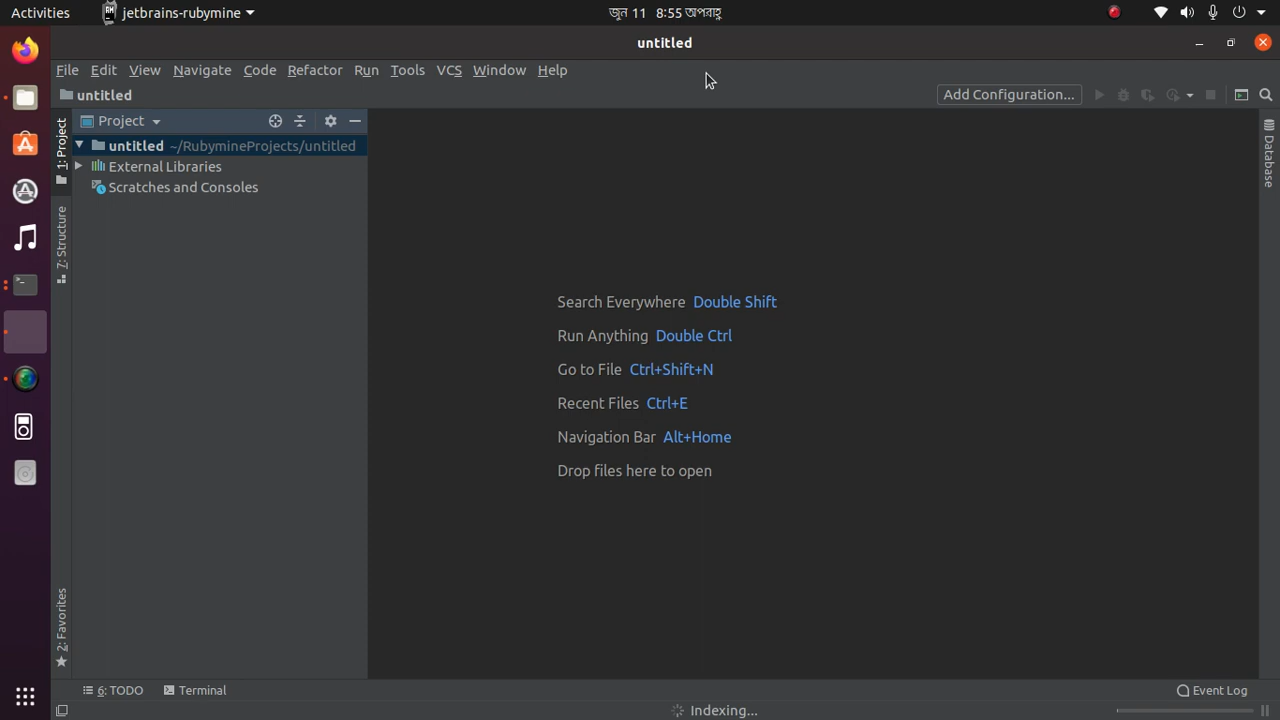 Activities jetbrains-rubymine জুন 11 8:55 অপরাহ্ণ
untitled
File Edit View Navigate Code Refactor Run Tools VCS Window Help
untitled Add Configuration...
1: Project
Project
untitled ~/RubymineProjects/untitled
External Libraries
Scratches and Consoles
7: Structure
2: Favorites
Database
Search Everywhere Double Shift
Run Anything Double Ctrl
Go to File Ctrl+Shift+N
Recent Files Ctrl+E
Navigation Bar Alt+Home
Drop files here to open
6: TODO Terminal Event Log
Indexing...